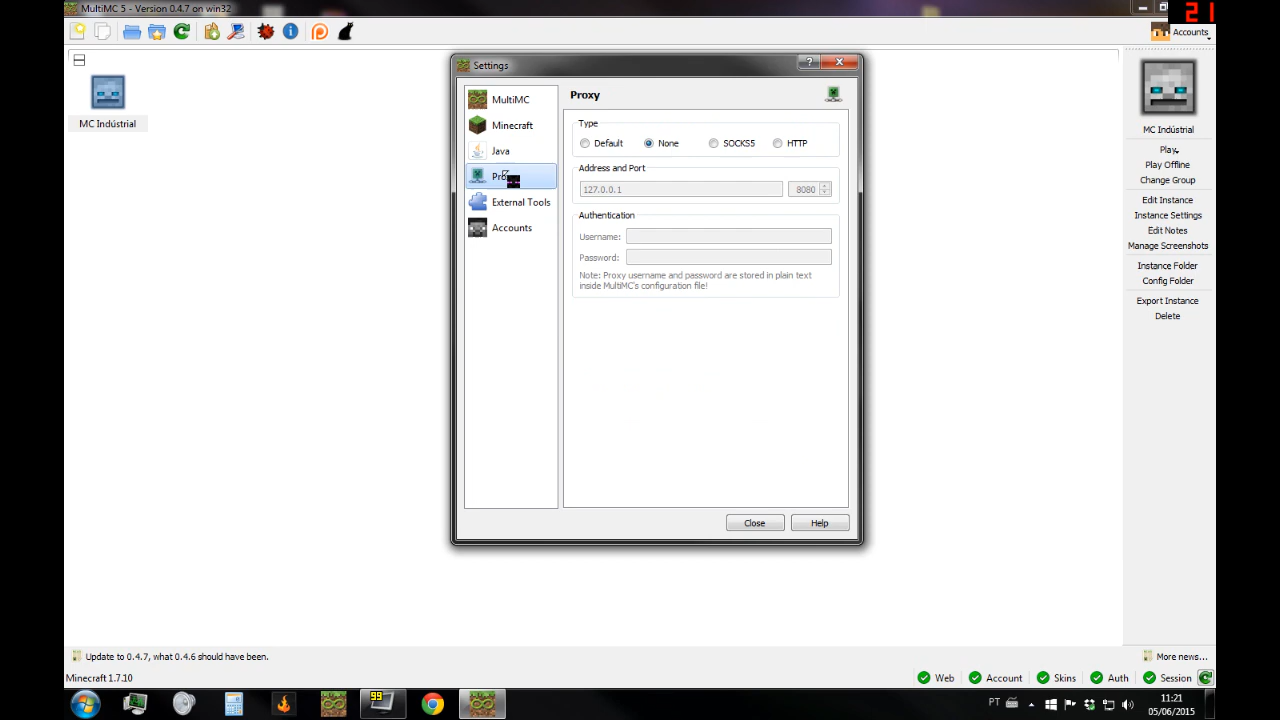 MultiMC 5 - Version 0.4.7 on win32
21
Accounts
MC Indústrial
Settings
MultiMC
Minecraft
Java
External Tools
Accounts
Proxy
Type
Default
None
SOCKS5
HTTP
Address and Port
127.0.0.1
8080
Authentication
Username:
Password:
Note: Proxy username and password are stored in plain text
inside MultiMC's configuration file!
Close
Help
MC Indústrial
Play
Play Offline
Change Group
Edit Instance
Instance Settings
Edit Notes
Manage Screenshots
Instance Folder
Config Folder
Export Instance
Delete
Update to 0.4.7, what 0.4.6 should have been.
More news...
Minecraft 1.7.10
Web
Account
Skins
Auth
Session
99
PT
11:21
05/06/2015